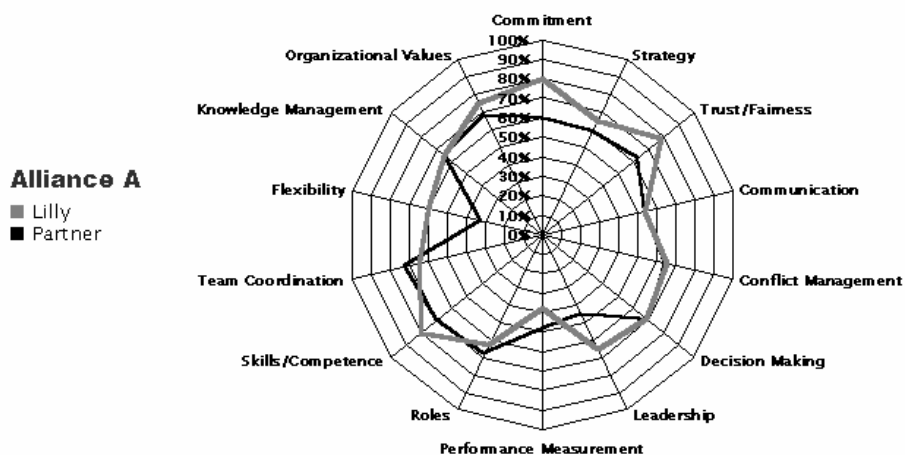 Commitment
Organizational Values
Strategy
Knowledge Management
Trust/Fairness
100%
90%
80%
70%
60%
50%
40%
30%
20%
10%
0%
Alliance A
Lilly
Partner
Flexibility
Communication
Team Coordination
Conflict Management
Skills/Competence
Decision Making
Roles
Leadership
Performance Measurement